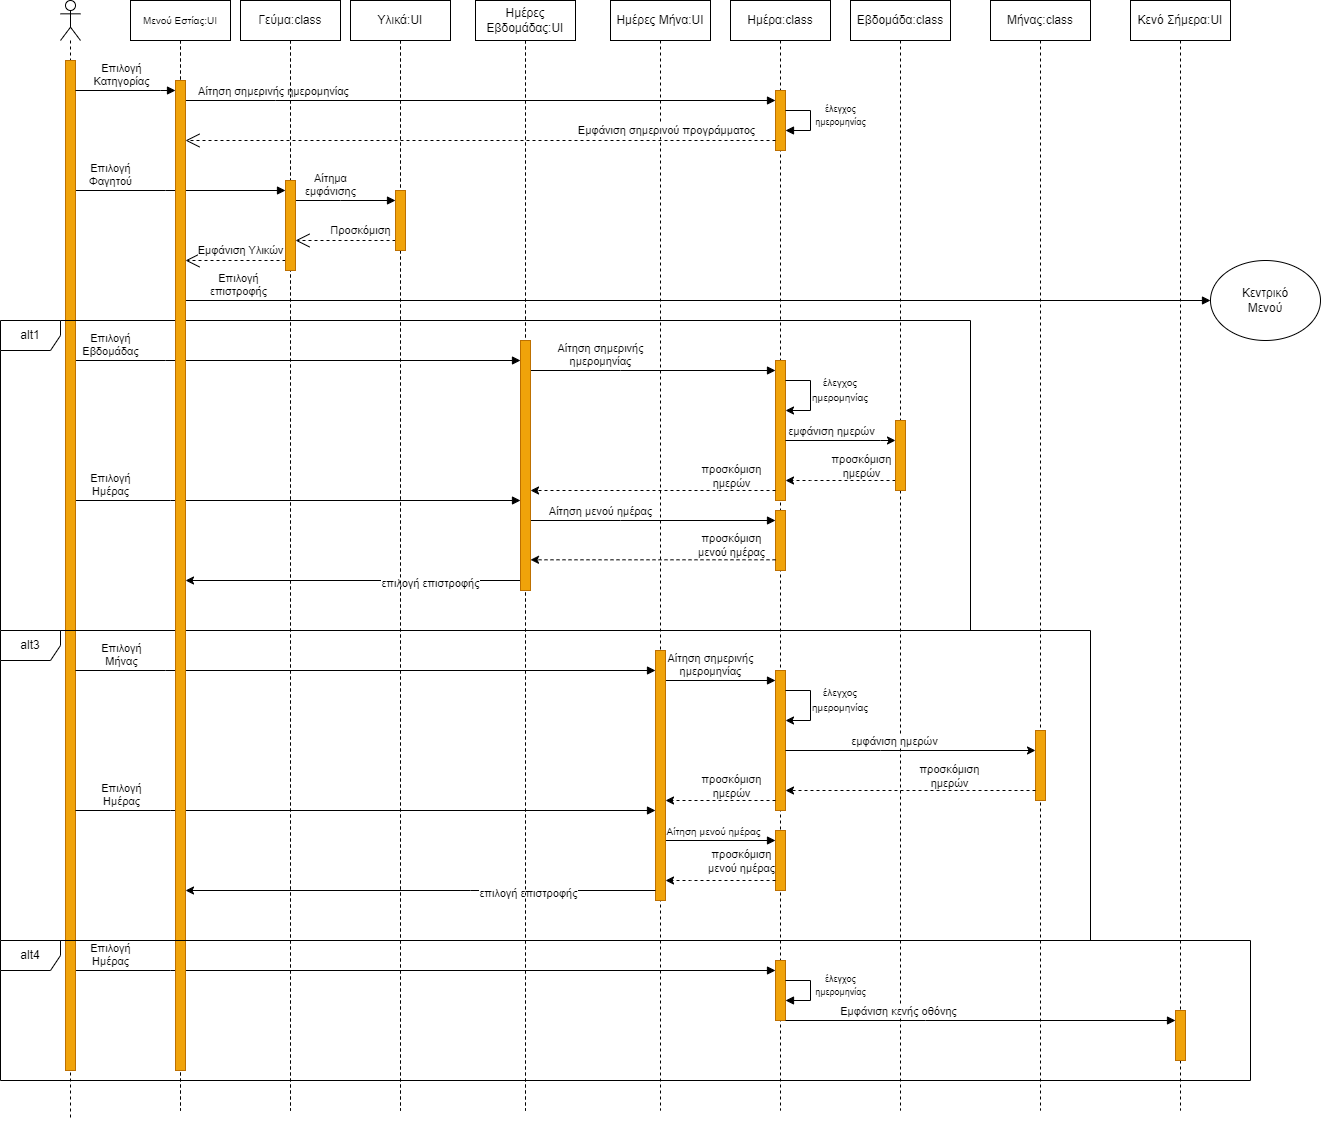 Μενού Εστίας:UI
Γεύμα:class
Υλικά:UI
Ημέρες
Εβδομάδας:UI
Ημέρες Μήνα:UI
Ημέρα:class
Εβδομάδα:class
Μήνας:class
Κενό Σήμερα:UI
Επιλογή
Κατηγορίας
Αίτηση σημερινής ημερομηνίας
έλεγχος
ημερομηνίας
Εμφάνιση σημερινού προγράμματος
Επιλογή
Φαγητού
Αίτημα
εμφάνισης
Προσκόμιση
Εμφάνιση Υλικών
Επιλογή
επιστροφής
Κεντρικό
Μενού
alt1
Επιλογή
Εβδομάδας
Αίτηση σημερινής
ημερομηνίας
έλεγχος
ημερομηνίας
εμφάνιση ημερών
προσκόμιση
ημερών
προσκόμιση
ημερών
Επιλογή
Ημέρας
Αίτηση μενού ημέρας
προσκόμιση
μενού ημέρας
επιλογή επιστροφής
alt3
Επιλογή
Μήνας
Αίτηση σημερινής
ημερομηνίας
έλεγχος
ημερομηνίας
εμφάνιση ημερών
προσκόμιση
ημερών
προσκόμιση
ημερών
Επιλογή
Ημέρας
Αίτηση μενού ημέρας
προσκόμιση
μενού ημέρας
επιλογή επιστροφής
alt4
Επιλογή
Ημέρας
έλεγχος
ημερομηνίας
Εμφάνιση κενής οθόνης